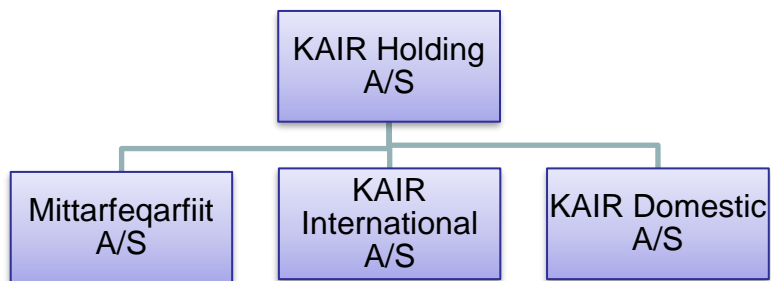 KAIR Holding
A/S
Mittarfeqarfiit
A/S
KAIR
International
A/S
KAIR Domestic
A/S